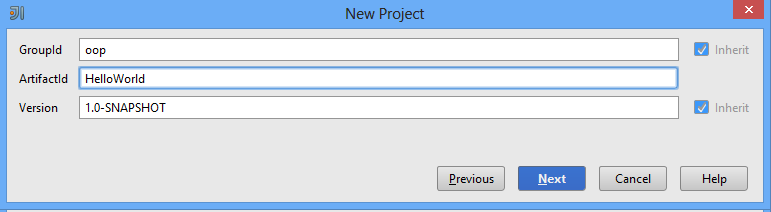 New Project
GroupId oop Inherit
ArtifactId HelloWorld
Version 1.0-SNAPSHOT Inherit
Previous Next Cancel Help